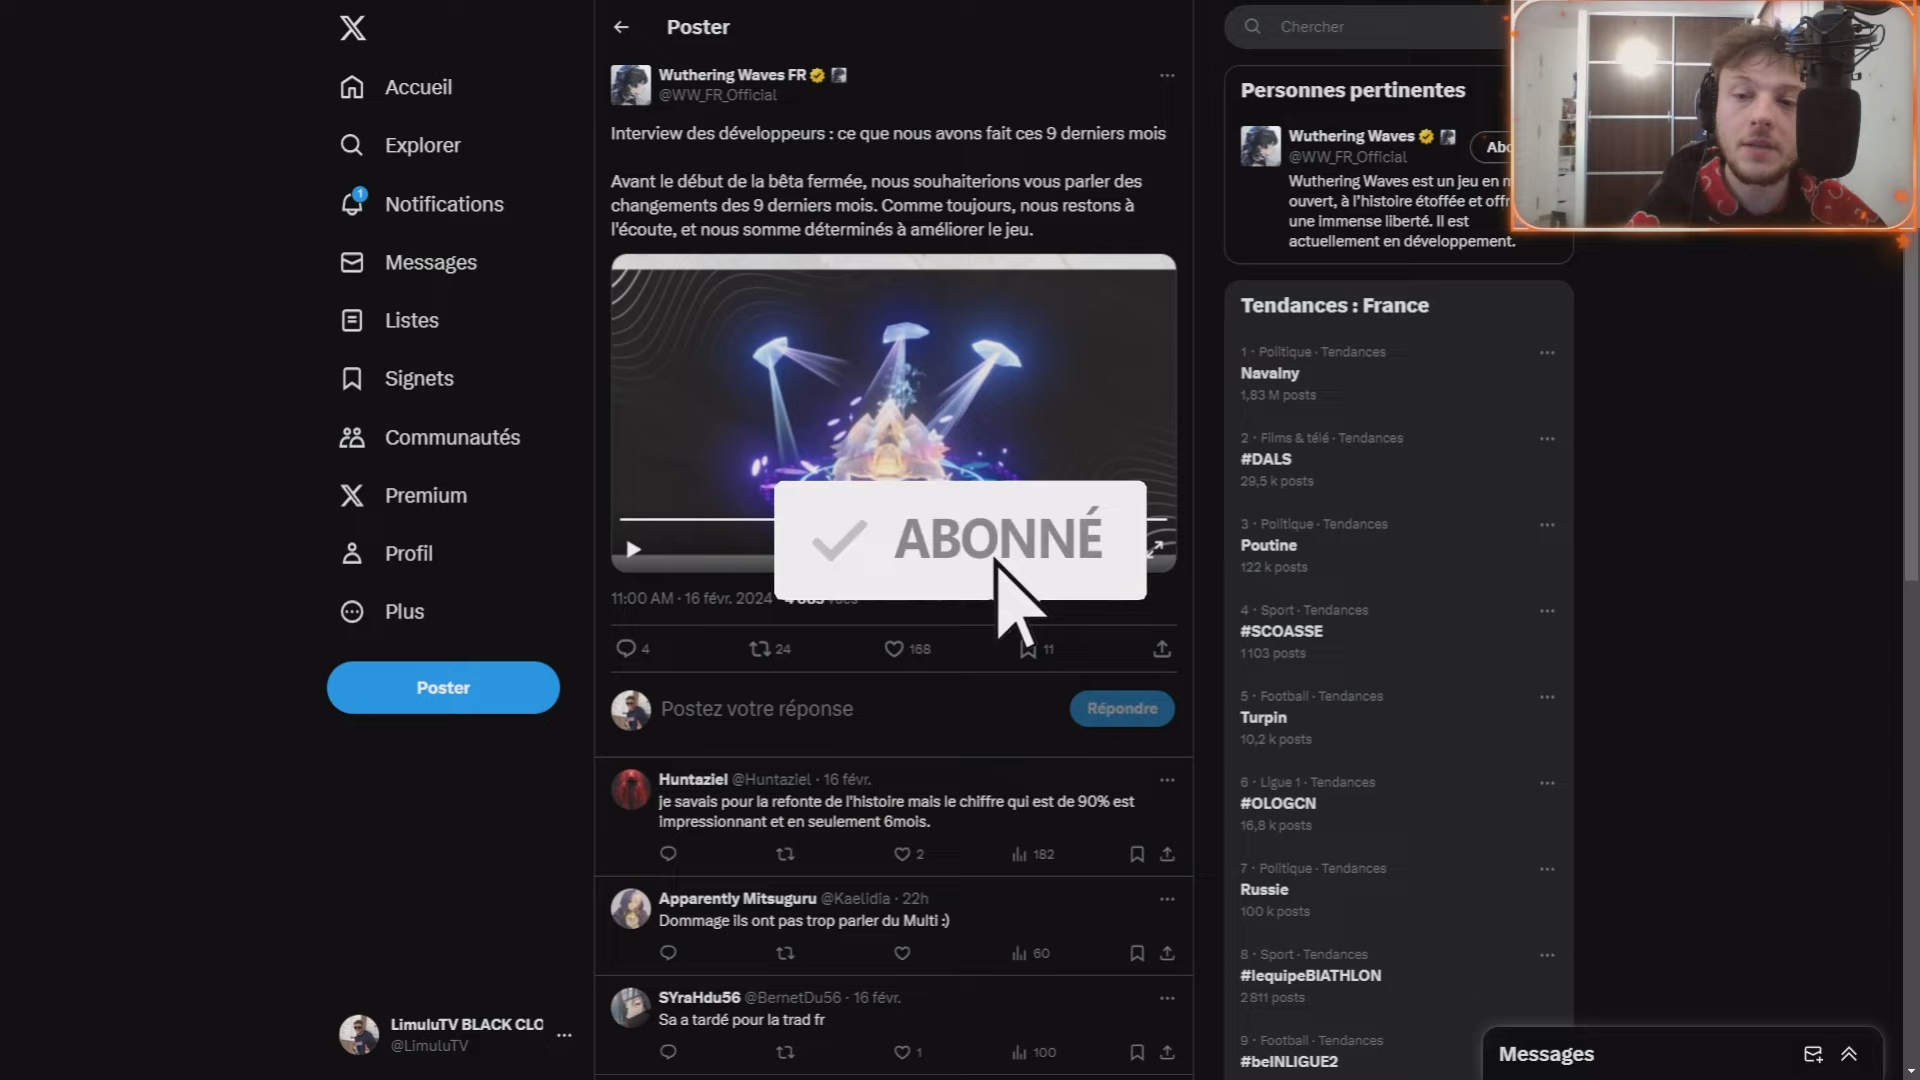 Accueil
Explorer
1
Notifications
Messages
Listes
Signets
Communautés
Premium
Profil
Plus
Poster
LimuluTV BLACK CLO
@LimuluTV
Poster
Wuthering Waves FR
@WW_FR_Official
Interview des développeurs : ce que nous avons fait ces 9 derniers mois
Avant le début de la bêta fermée, nous souhaiterions vous parler des
changements des 9 derniers mois. Comme toujours, nous restons à
l'écoute, et nous somme déterminés à améliorer le jeu.
ABONNÉ
11:00 AM · 16 févr. 2024
4
24
168
11
Postez votre réponse
Répondre
Huntaziel @Huntaziel · 16 févr.
je savais pour la refonte de l'histoire mais le chiffre qui est de 90% est
impressionnant et en seulement 6mois.
2
182
Apparently Mitsuguru @Kaelidia · 22h
Dommage ils ont pas trop parler du Multi :)
60
SYraHdu56 @BernetDu56 · 16 févr.
Sa a tardé pour la trad fr
1
100
Chercher
Personnes pertinentes
Wuthering Waves
Abo
@WW_FR_Official
Wuthering Waves est un jeu en
ouvert, à l'histoire étoffée et offr
une immense liberté. Il est
actuellement en développement.
Tendances : France
1 · Politique · Tendances
Navalny
1,83 M posts
2 · Films & télé · Tendances
#DALS
29,5 k posts
3 · Politique · Tendances
Poutine
122 k posts
4 · Sport · Tendances
#SCOASSE
1 103 posts
5 · Football · Tendances
Turpin
10,2 k posts
6 · Ligue 1 · Tendances
#OLOGCN
16,8 k posts
7 · Politique · Tendances
Russie
100 k posts
8 · Sport · Tendances
#lequipeBIATHLON
2 811 posts
9 · Football · Tendances
#beINLIGUE2
Messages